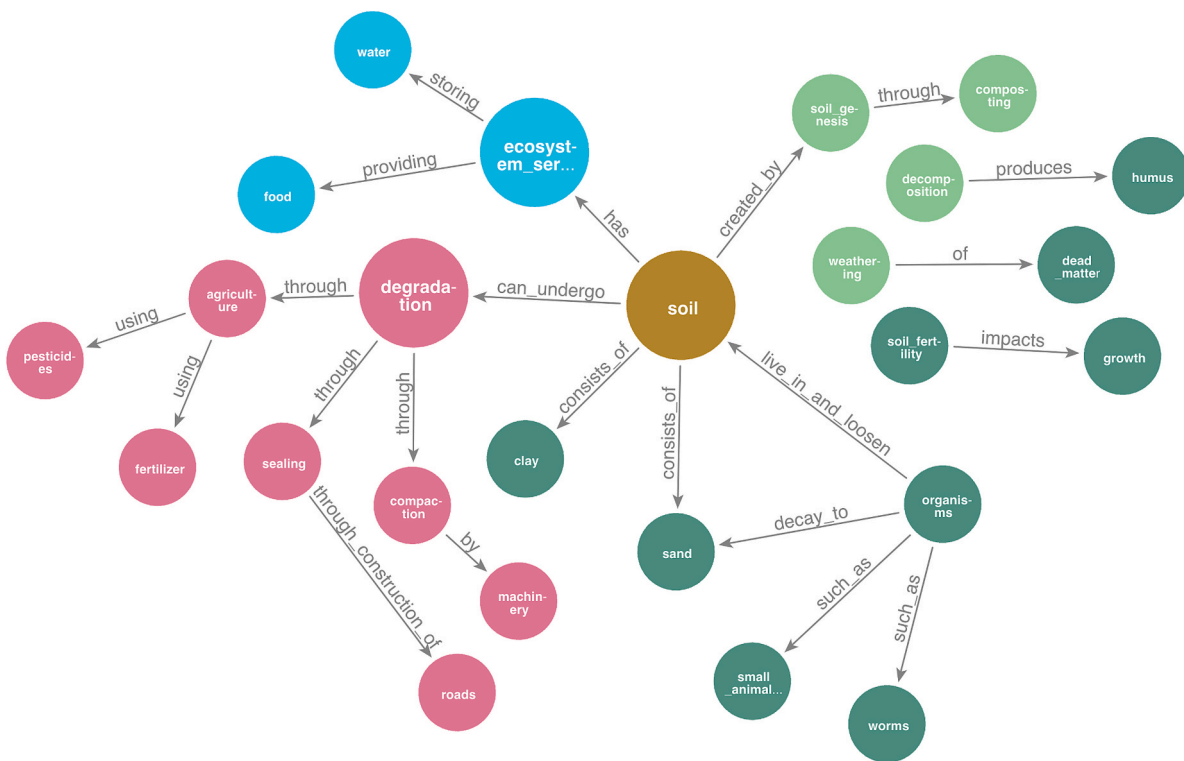 water
storing
ecosyst-
em_ser...
providing
food
has
soil_ge-
nesis
through
compos-
ting
created_by
decomp-
osition
produces
humus
weather-
ing
of
dead
_matter
soil_fert-
ility
impacts
growth
soil
can_undergo
degrada-
tion
through
agricult-
ure
using
pesticid-
es
using
fertilizer
through
sealing
through_construction_of
roads
through
compac-
tion
by
machin-
ery
consists_of
clay
consists_of
sand
live_in_and_loosen
organis-
ms
decay_to
such_as
small
_animal...
such_as
worms